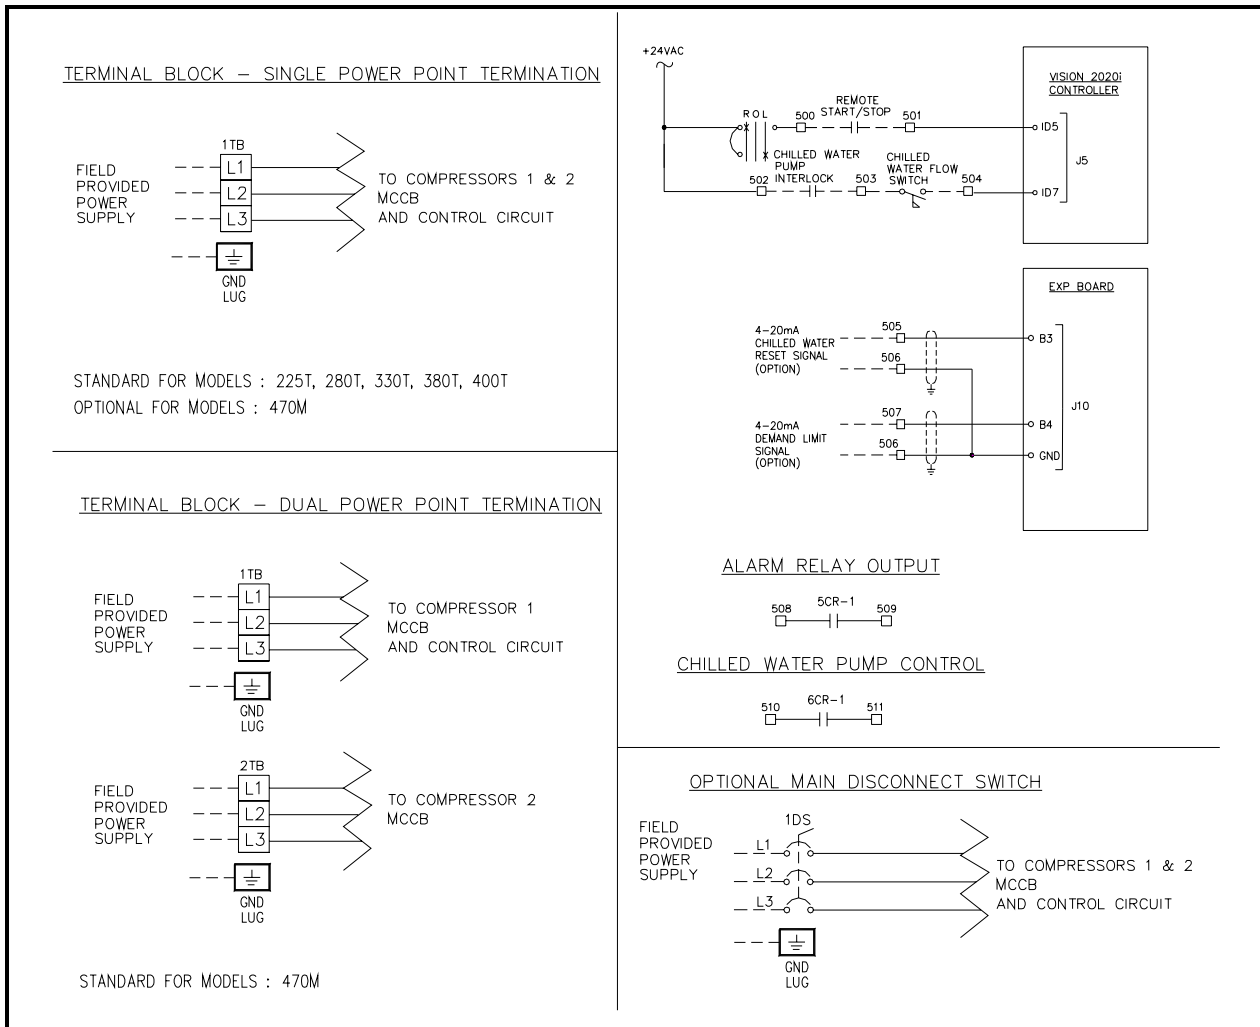 TERMINAL BLOCK – SINGLE POWER POINT TERMINATION
1TB
FIELD
PROVIDED
POWER
SUPPLY
L1
L2
L3
TO COMPRESSORS 1 & 2
MCCB
AND CONTROL CIRCUIT
GND
LUG
STANDARD FOR MODELS : 225T, 280T, 330T, 380T, 400T
OPTIONAL FOR MODELS : 470M
TERMINAL BLOCK – DUAL POWER POINT TERMINATION
1TB
FIELD
PROVIDED
POWER
SUPPLY
L1
L2
L3
TO COMPRESSOR 1
MCCB
AND CONTROL CIRCUIT
GND
LUG
2TB
FIELD
PROVIDED
POWER
SUPPLY
L1
L2
L3
TO COMPRESSOR 2
MCCB
GND
LUG
STANDARD FOR MODELS : 470M
+24VAC
R O L
500
REMOTE
START/STOP
501
VISION 2020i
CONTROLLER
ID5
J5
ID7
502
CHILLED WATER
PUMP
INTERLOCK
503
CHILLED
WATER FLOW
SWITCH
504
EXP BOARD
4–20mA
CHILLED WATER
RESET SIGNAL
(OPTION)
505
506
B3
J10
4–20mA
DEMAND LIMIT
SIGNAL
(OPTION)
507
506
B4
GND
ALARM RELAY OUTPUT
508
5CR–1
509
CHILLED WATER PUMP CONTROL
510
6CR–1
511
OPTIONAL MAIN DISCONNECT SWITCH
1DS
FIELD
PROVIDED
POWER
SUPPLY
L1
L2
L3
TO COMPRESSORS 1 & 2
MCCB
AND CONTROL CIRCUIT
GND
LUG